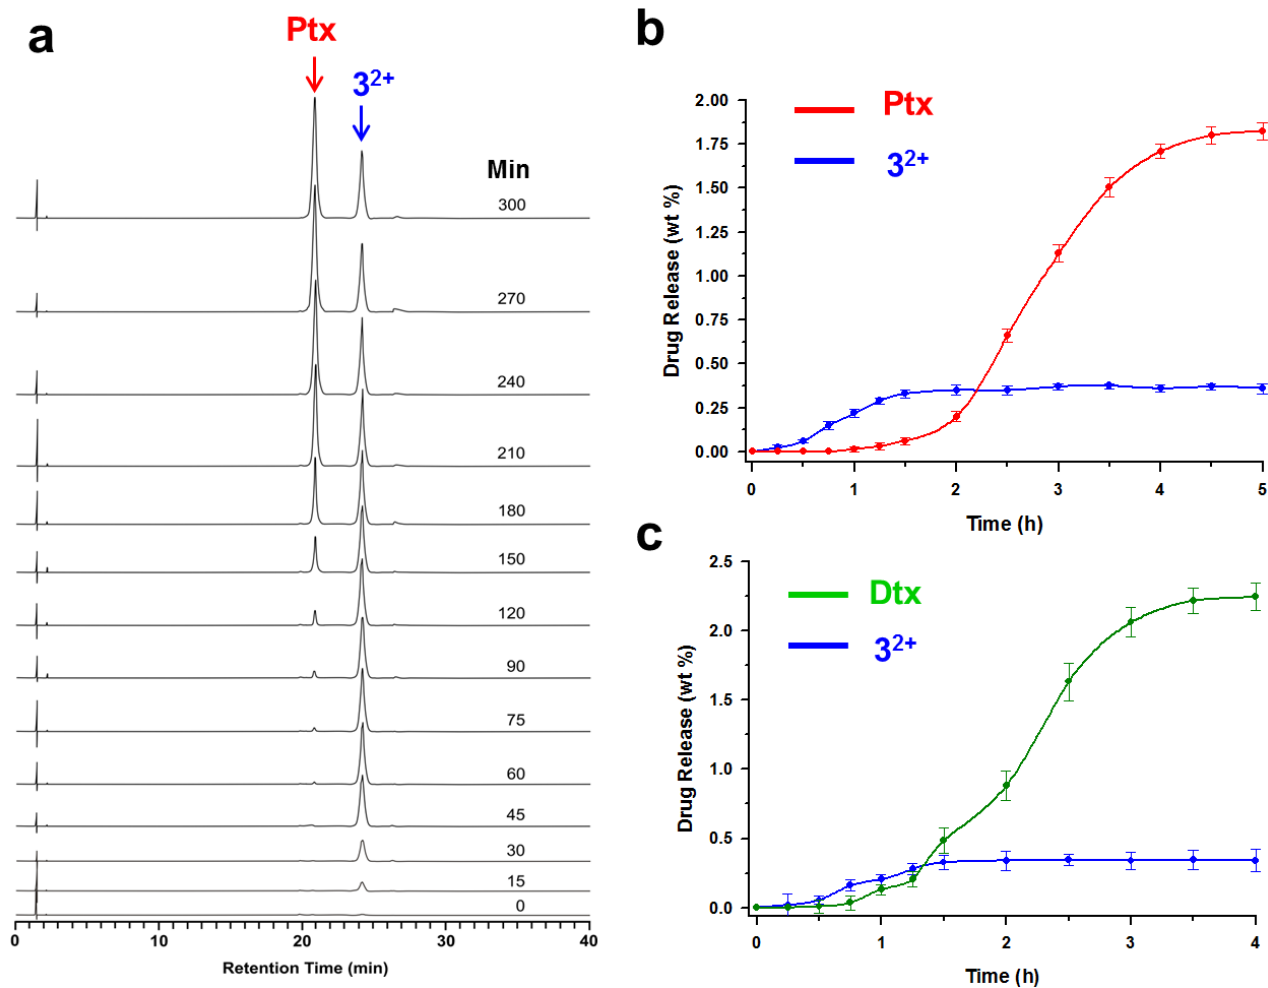 a
Ptx
3²⁺
Min
300
270
240
210
180
150
120
90
75
60
45
30
15
0
0 10 20 30 40
Retention Time (min)
b
Ptx
3²⁺
Drug Release (wt %)
2.00
1.75
1.50
1.25
1.00
0.75
0.50
0.25
0.00
0 1 2 3 4 5
Time (h)
c
Dtx
3²⁺
Drug Release (wt %)
2.5
2.0
1.5
1.0
0.5
0.0
0 1 2 3 4
Time (h)